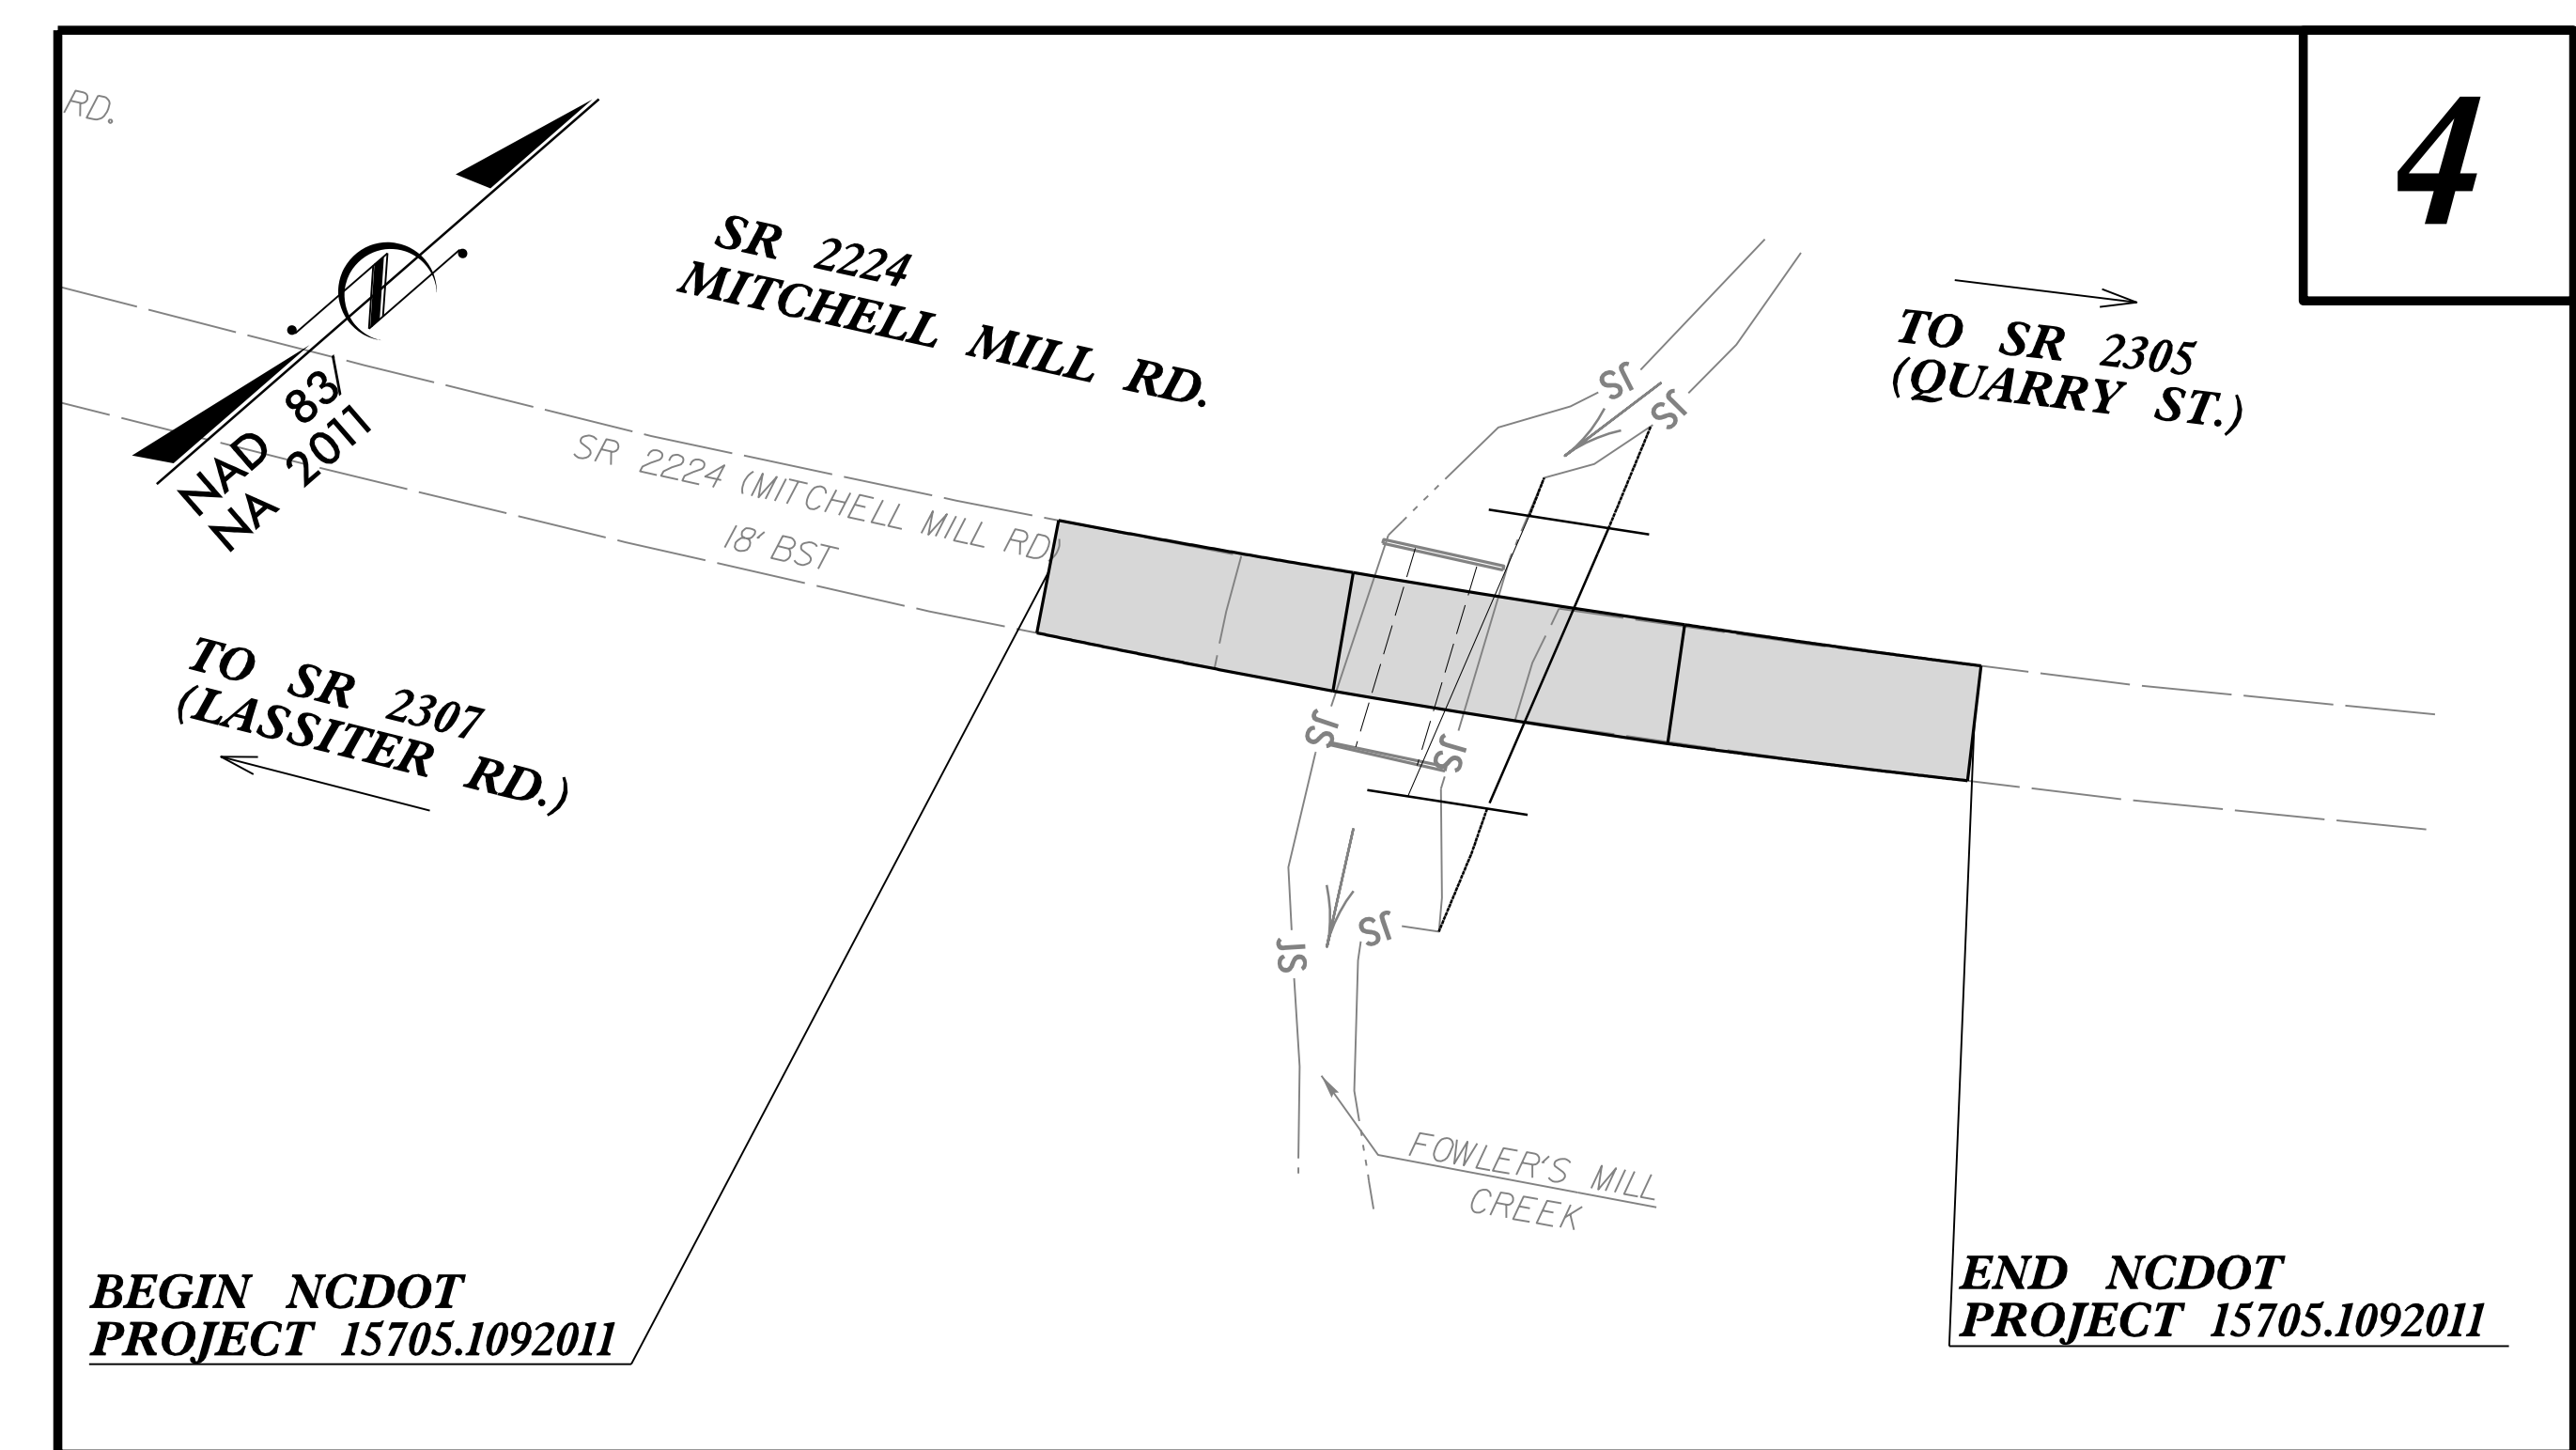 4
RD.
SR 2224
MITCHELL MILL RD.
TO SR 2305
(QUARRY ST.)
N
NAD 83/
NA 2011
SR 2224 (MITCHELL MILL RD)
18' BST
JS
JS
TO SR 2307
(LASSITER RD.)
JS
JS
JS
JS
FOWLER'S MILL
CREEK
BEGIN NCDOT
PROJECT 15705.1092011
END NCDOT
PROJECT 15705.1092011